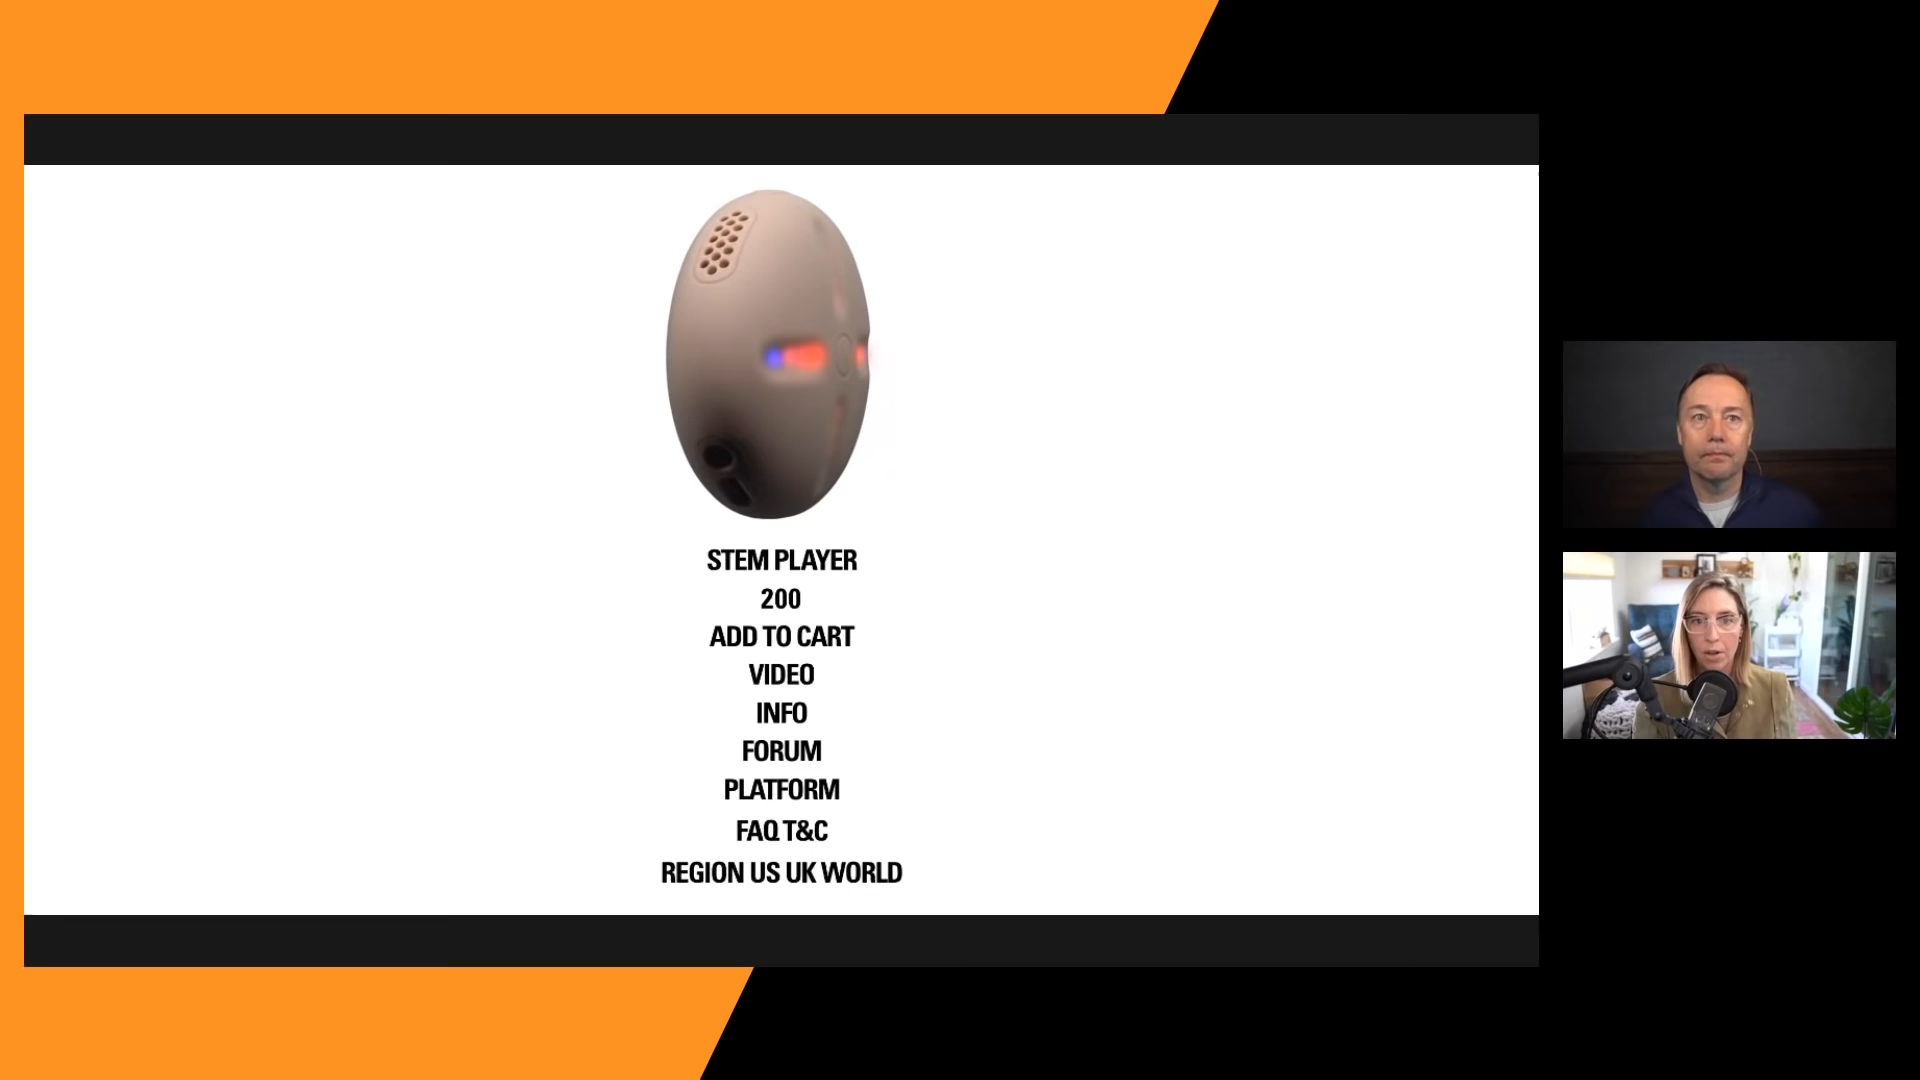 STEM PLAYER
200
ADD TO CART
VIDEO
INFO
FORUM
PLATFORM
FAQ T&C
REGION US UK WORLD